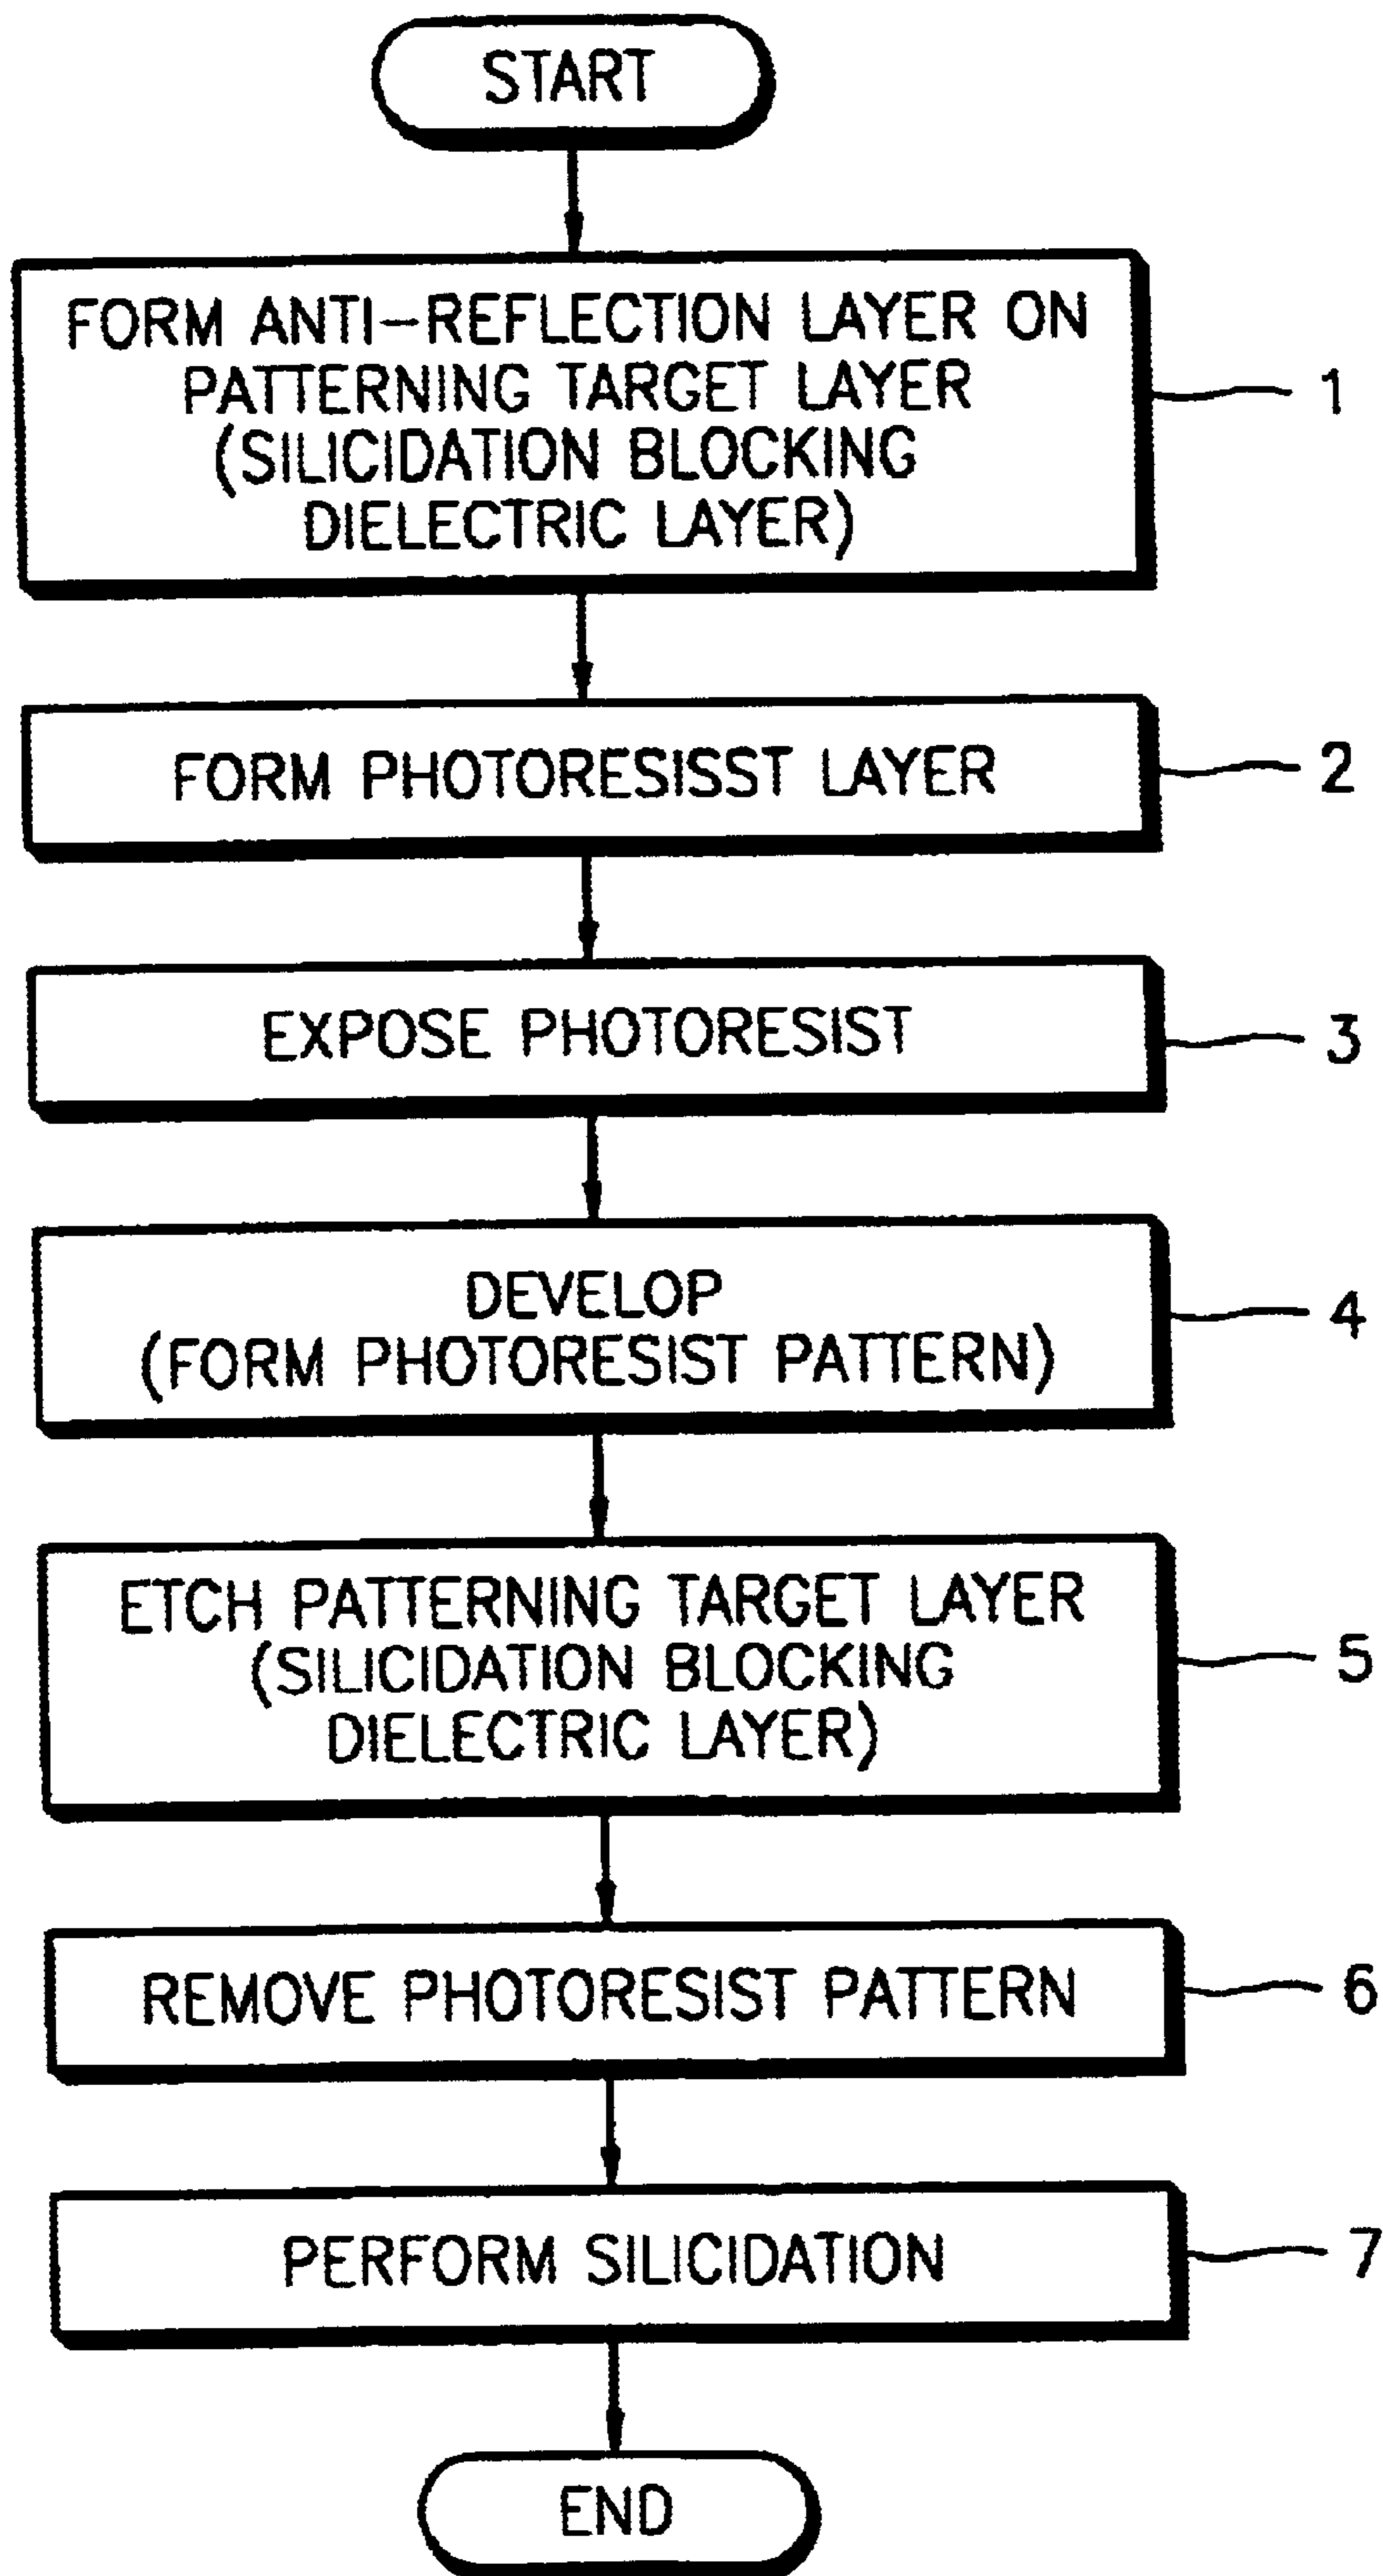 START
FORM ANTI-REFLECTION LAYER ON
PATTERNING TARGET LAYER
(SILICIDATION BLOCKING
DIELECTRIC LAYER)
1
FORM PHOTORESISST LAYER
2
EXPOSE PHOTORESIST
3
DEVELOP
(FORM PHOTORESIST PATTERN)
4
ETCH PATTERNING TARGET LAYER
(SILICIDATION BLOCKING
DIELECTRIC LAYER)
5
REMOVE PHOTORESIST PATTERN
6
PERFORM SILICIDATION
7
END